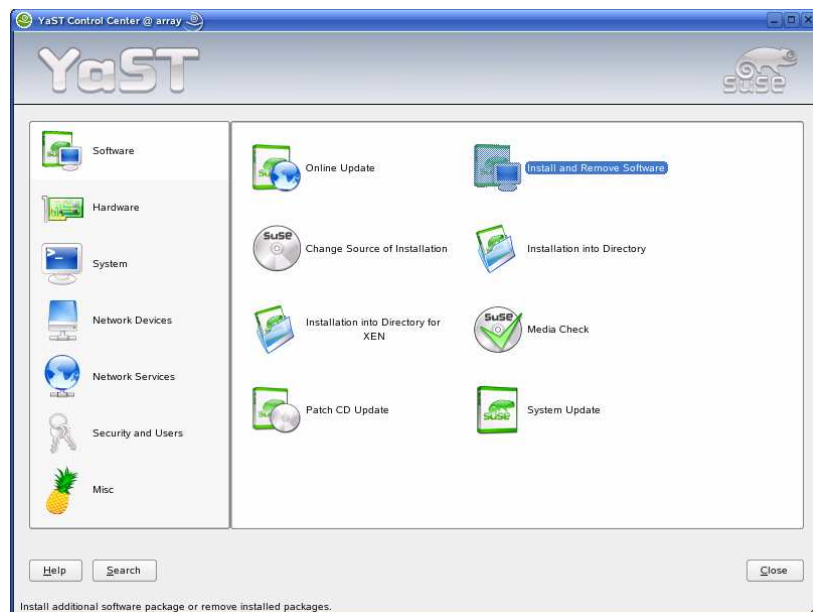 YaST Control Center @ array
YaST
SUSE
Software
Hardware
System
Network Devices
Network Services
Security and Users
Misc
Online Update
Install and Remove Software
SuSE
Change Source of Installation
Installation into Directory
Installation into Directory for
XEN
SuSE
Media Check
Patch CD Update
SUSE
System Update
Help
Search
Close
Install additional software package or remove installed packages.